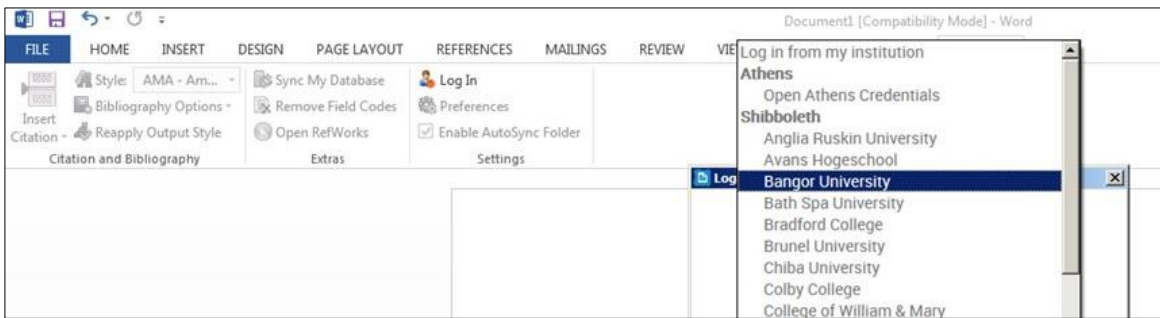 Document1 [Compatibility Mode] - Word
FILE HOME INSERT DESIGN PAGE LAYOUT REFERENCES MAILINGS REVIEW
Insert
Citation
Style: AMA - Am...
Bibliography Options
Reapply Output Style
Citation and Bibliography
Sync My Database
Remove Field Codes
Open RefWorks
Extras
Log In
Preferences
Enable AutoSync Folder
Settings
Log in from my institution
Athens
Open Athens Credentials
Shibboleth
Anglia Ruskin University
Avans Hogeschool
Log
Bangor University
Bath Spa University
Bradford College
Brunel University
Chiba University
Colby College
College of William & Mary